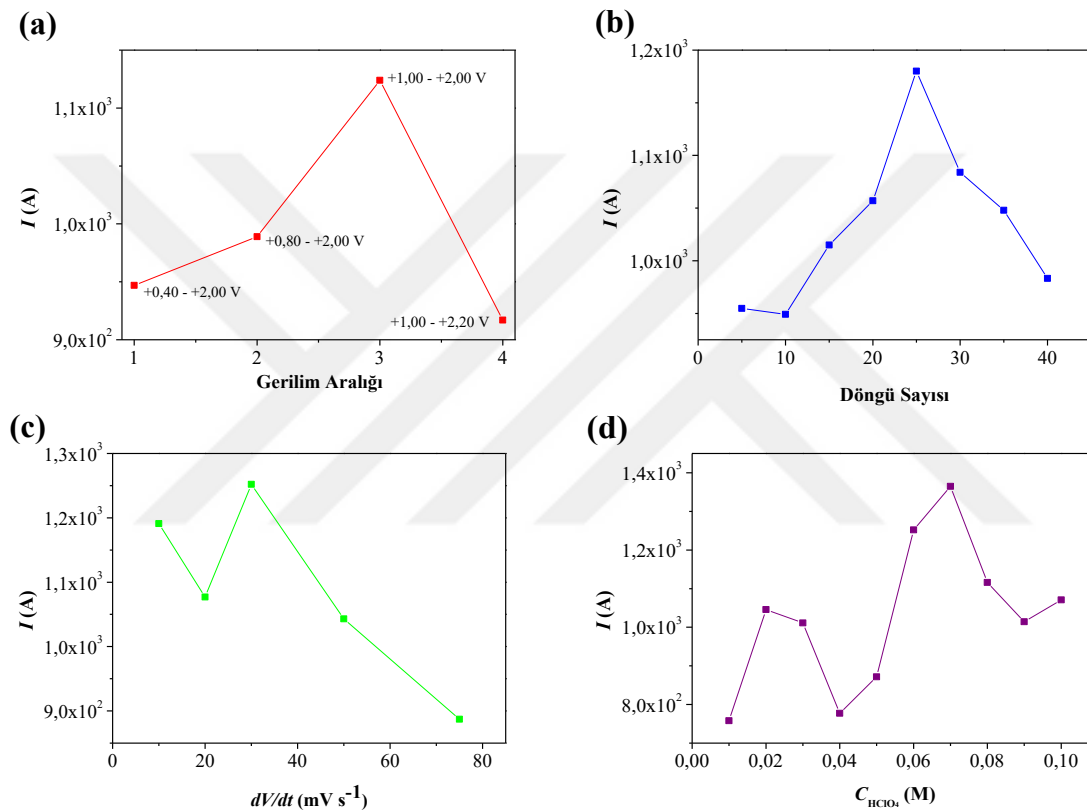 (a)
1,1x10³
1,0x10³
9,0x10²
I (A)
+1,00 - +2,00 V
+0,80 - +2,00 V
+0,40 - +2,00 V
+1,00 - +2,20 V
1 2 3 4
Gerilim Aralığı
(b)
1,2x10³
1,1x10³
1,0x10³
I (A)
0 10 20 30 40
Döngü Sayısı
(c)
1,3x10³
1,2x10³
1,1x10³
1,0x10³
9,0x10²
I (A)
0 20 40 60 80
dV/dt (mV s⁻¹)
(d)
1,4x10³
1,2x10³
1,0x10³
8,0x10²
I (A)
0,00 0,02 0,04 0,06 0,08 0,10
C HClO₄ (M)